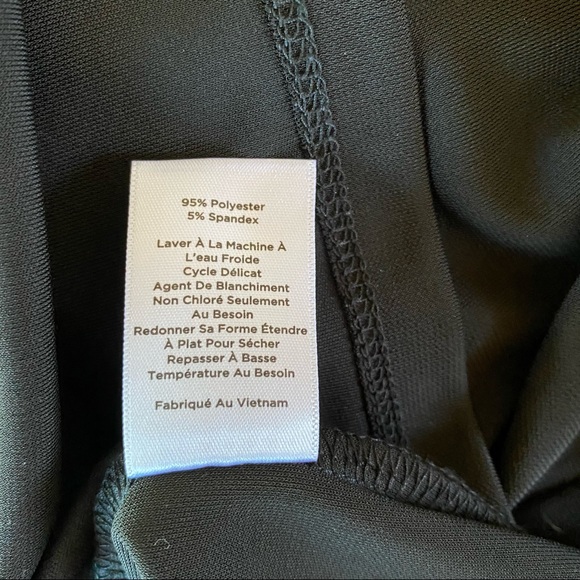 95% Polyester
5% Spandex
Laver À La Machine À
L'eau Froide
Cycle Délicat
Agent De Blanchiment
Non Chloré Seulement
Au Besoin
Redonner Sa Forme Étendre
À Plat Pour Sécher
Repasser À Basse
Température Au Besoin
Fabriqué Au Vietnam